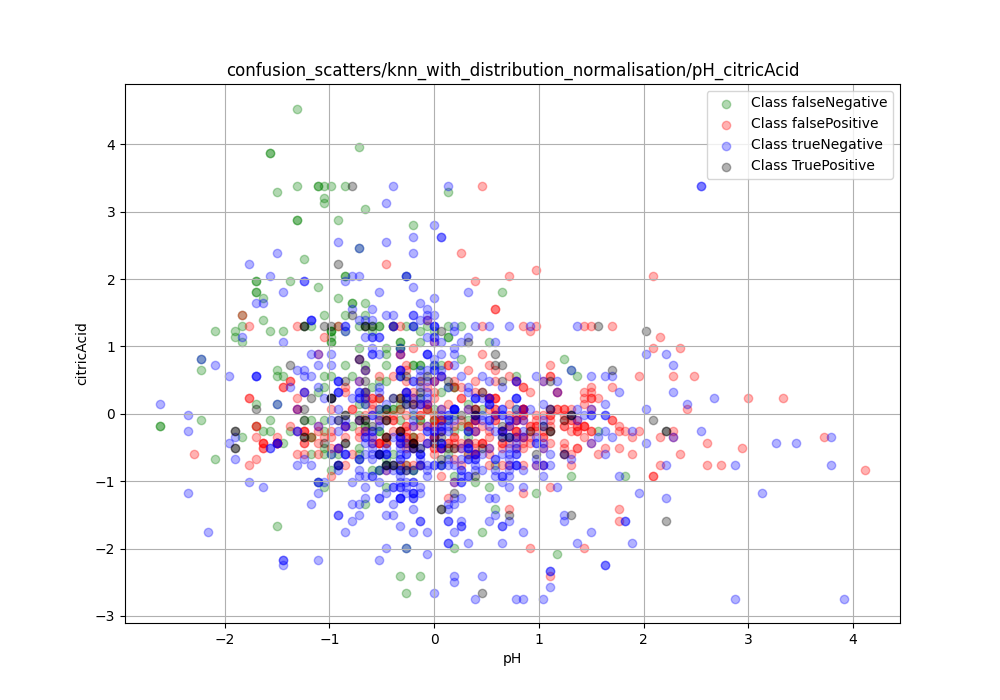 confusion_scatters/knn_with_distribution_normalisation/pH_citricAcid
Class falseNegative
Class falsePositive
Class trueNegative
Class TruePositive
4
3
2
1
0
−1
−2
−3
citricAcid
−2 −1 0 1 2 3 4
pH